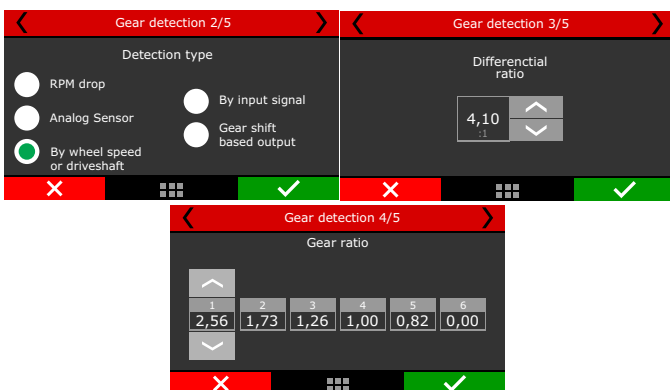 Gear detection 2/5
Detection type
RPM drop
Analog Sensor
By wheel speed
or driveshaft
By input signal
Gear shift
based output
Gear detection 3/5
Differenctial
ratio
4,10
:1
Gear detection 4/5
Gear ratio
1 2 3 4 5 6
2,56 1,73 1,26 1,00 0,82 0,00